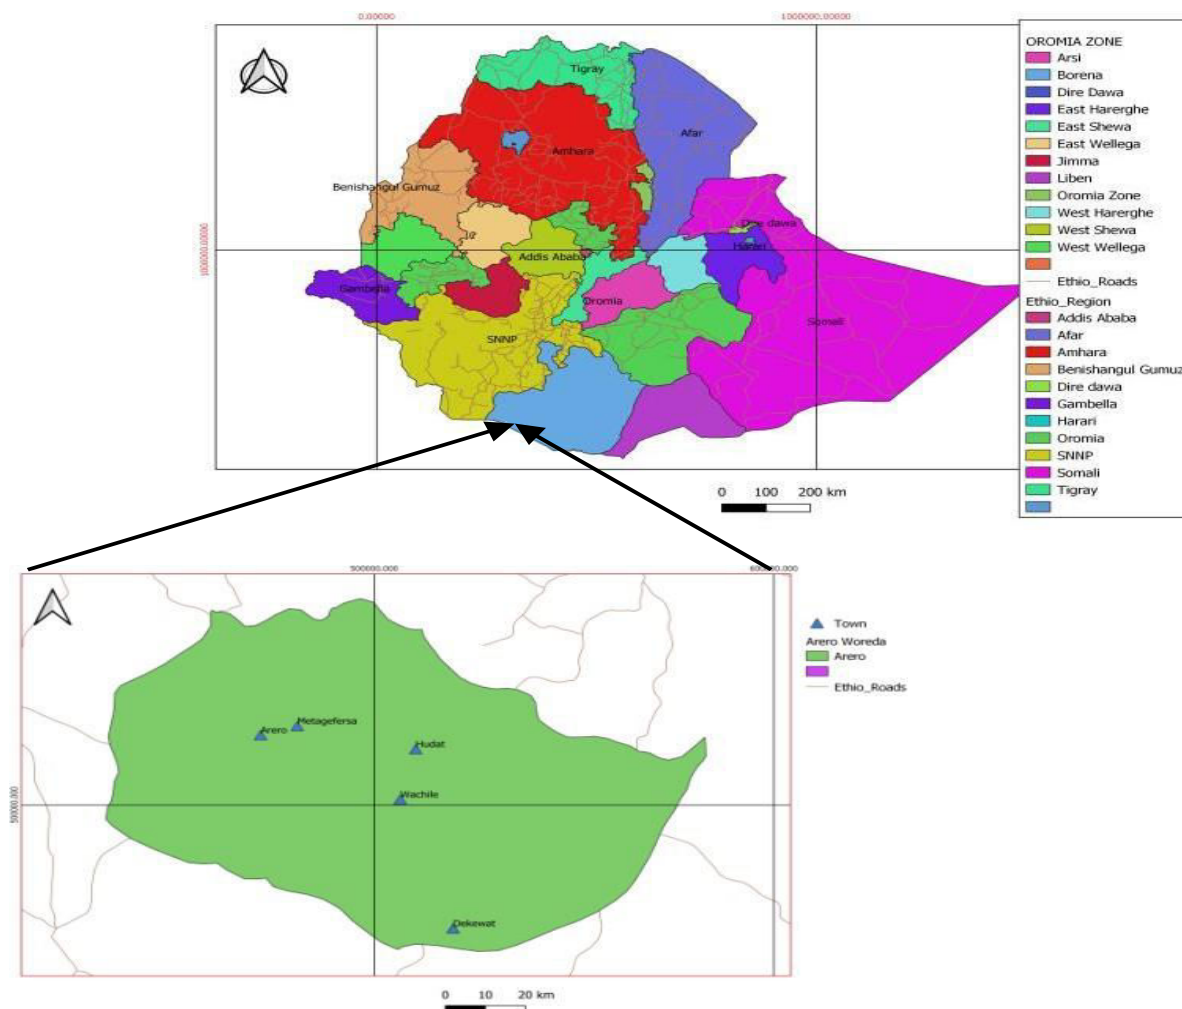 0.00000
1000000.00000
1000000.00000
Tigray
Afar
Amhara
Benishangul Gumuz
Dire dawa
Harari
Addis Ababa
Gambella
Oromia
Somali
SNNP
0 100 200 km
OROMIA ZONE
Arsi
Borena
Dire Dawa
East Harerghe
East Shewa
East Wellega
Jimma
Liben
Oromia Zone
West Harerghe
West Shewa
West Wellega
Ethio_Roads
Ethio_Region
Addis Ababa
Afar
Amhara
Benishangul Gumuz
Dire dawa
Gambella
Harari
Oromia
SNNP
Somali
Tigray
500000.000
Arero
Metagefersa
Hudat
Wachile
Dekewat
Town
Arero Woreda
Arero
Ethio_Roads
0 10 20 km